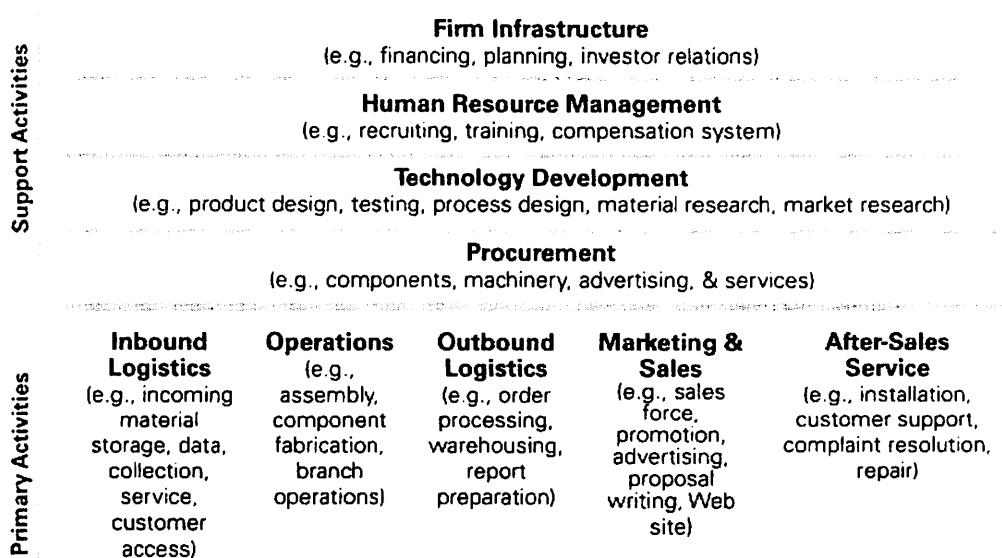 Support Activities
Firm Infrastructure
(e.g., financing, planning, investor relations)
Human Resource Management
(e.g., recruiting, training, compensation system)
Technology Development
(e.g., product design, testing, process design, material research, market research)
Procurement
(e.g., components, machinery, advertising, & services)
Primary Activities
Inbound
Logistics
(e.g., incoming
material
storage, data,
collection,
service,
customer
access)
Operations
(e.g.,
assembly,
component
fabrication,
branch
operations)
Outbound
Logistics
(e.g., order
processing,
warehousing,
report
preparation)
Marketing &
Sales
(e.g., sales
force,
promotion,
advertising,
proposal
writing, Web
site)
After-Sales
Service
(e.g., installation,
customer support,
complaint resolution,
repair)